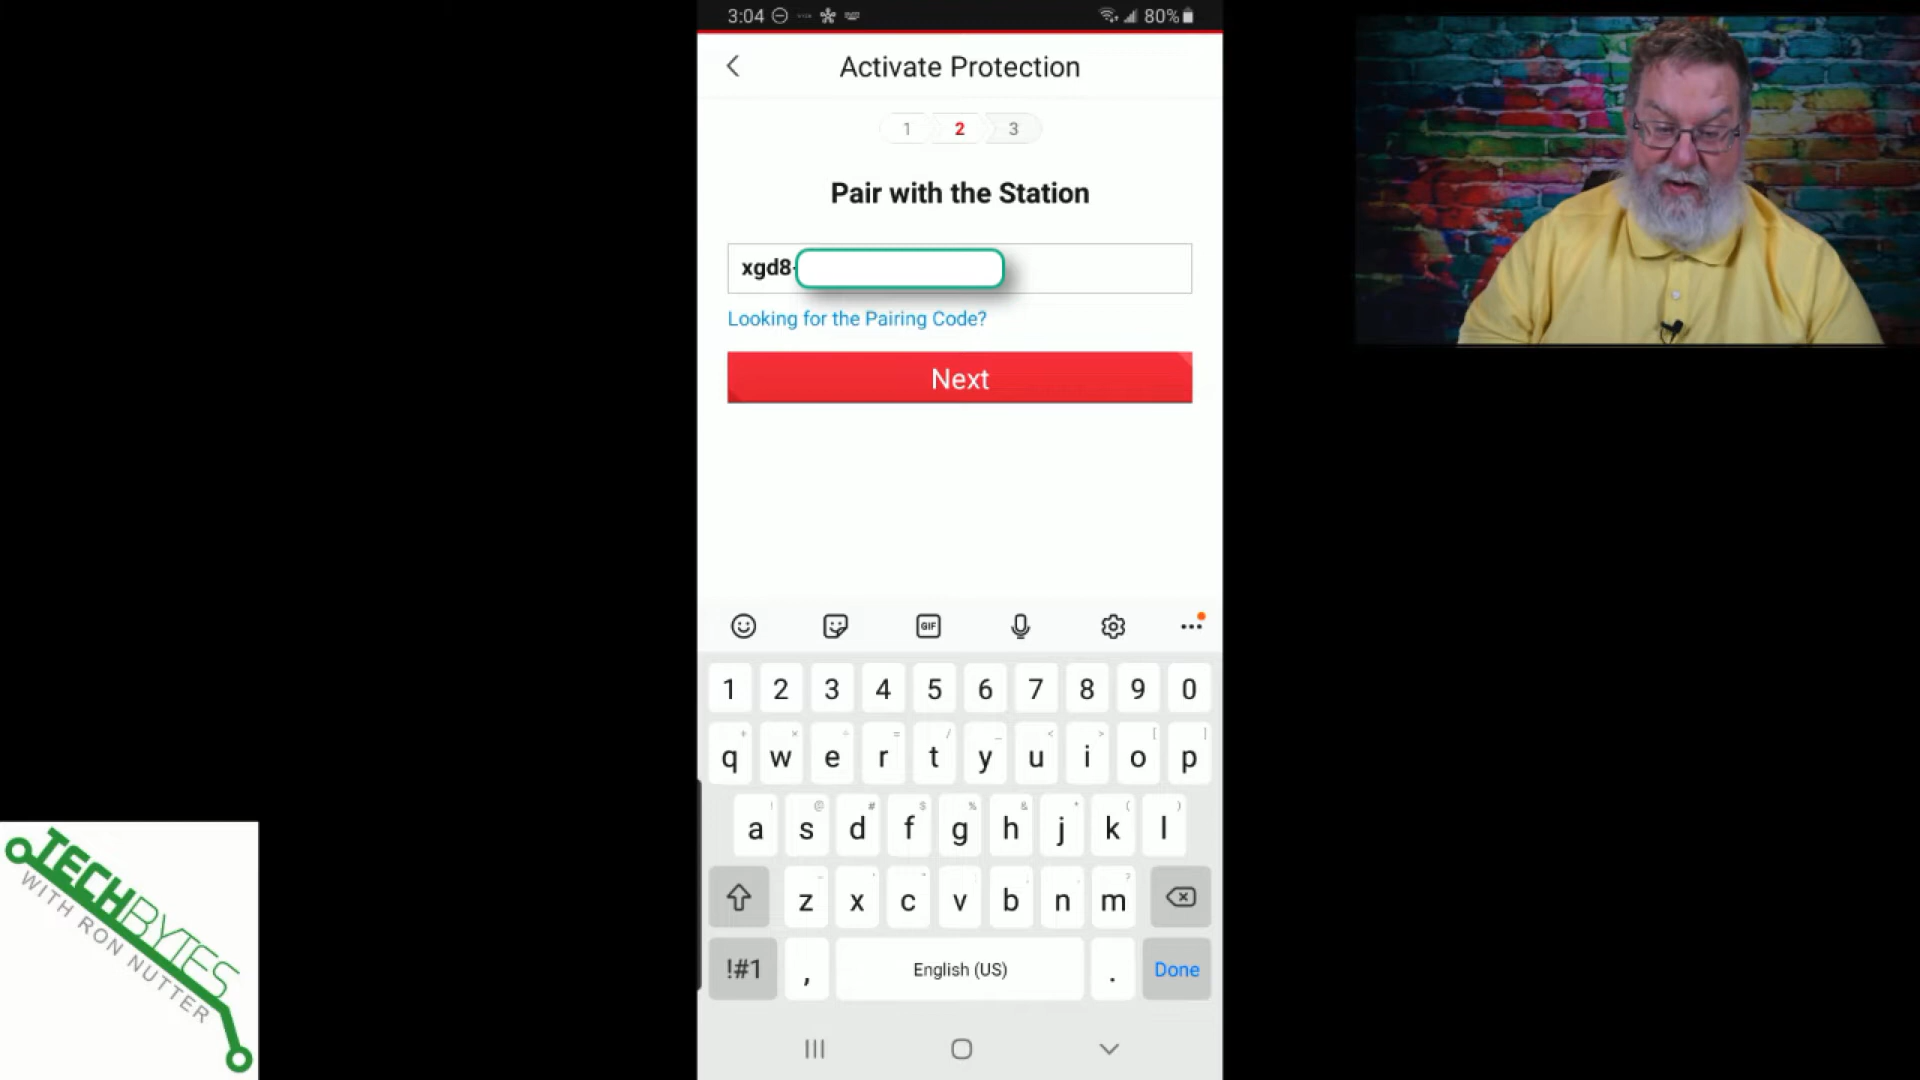 3:04
80%
Activate Protection
1 2 3
Pair with the Station
xgd8-
Looking for the Pairing Code?
Next
GIF
1 2 3 4 5 6 7 8 9 0
q w e r t y u i o p
a s d f g h j k l
z x c v b n m
!#1 , English (US) . Done
TECHBYTES
WITH RON NUTTER